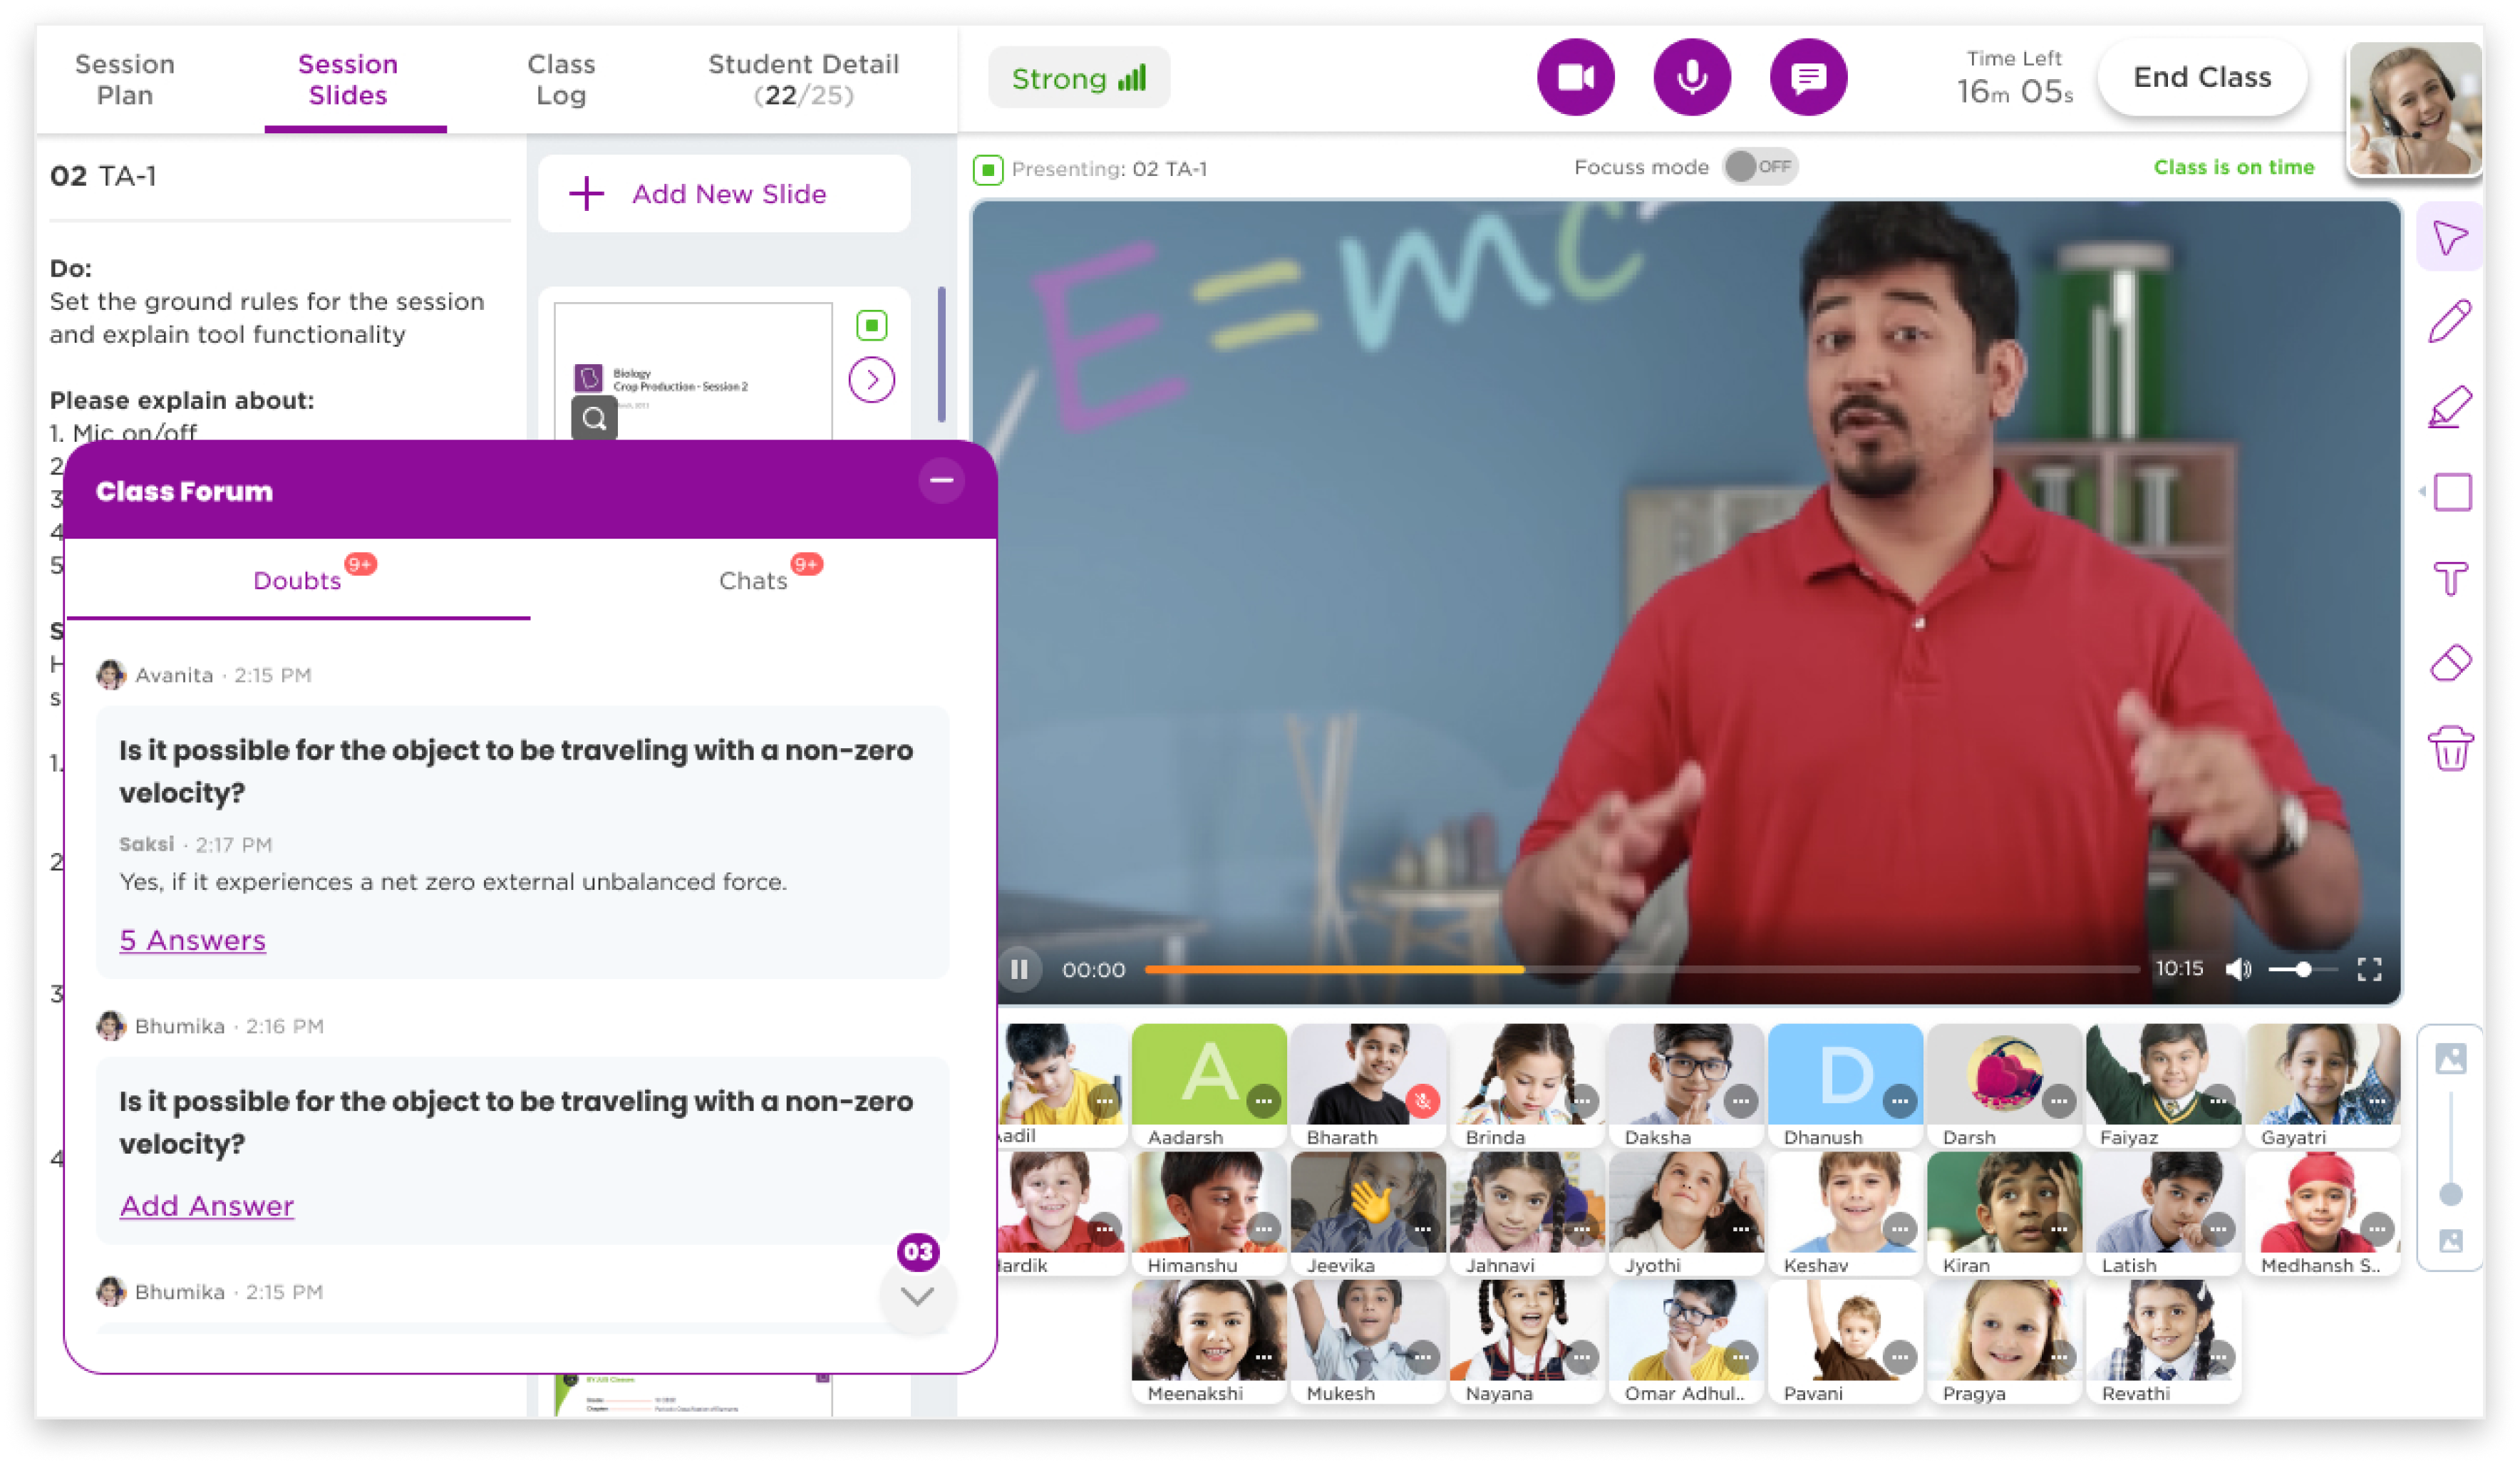 Session
Plan
Session
Slides
Class
Log
Student Detail
(22/25)
Strong
Time Left
16m 05s
End Class
02 TA-1
Add New Slide
Presenting: 02 TA-1
Focuss mode
OFF
Class is on time
Do:
Set the ground rules for the session
and explain tool functionality
Please explain about:
1. Mic on/off
2
3
4
5
S
s
1.
2
3
4
Biology
Crop Production - Session 2
E=mc
Class Forum
Doubts
9+
Chats
9+
Avanita · 2:15 PM
Is it possible for the object to be traveling with a non-zero
velocity?
Saksi · 2:17 PM
Yes, if it experiences a net zero external unbalanced force.
5 Answers
Bhumika · 2:16 PM
Is it possible for the object to be traveling with a non-zero
velocity?
Add Answer
03
Bhumika · 2:15 PM
BYJUS Classes
00:00
10:15
T
A
D
adil
Aadarsh
Bharath
Brinda
Daksha
Dhanush
Darsh
Faiyaz
Gayatri
ardik
Himanshu
Jeevika
Jahnavi
Jyothi
Keshav
Kiran
Latish
Medhansh S..
Meenakshi
Mukesh
Nayana
Omar Adhul..
Pavani
Pragya
Revathi